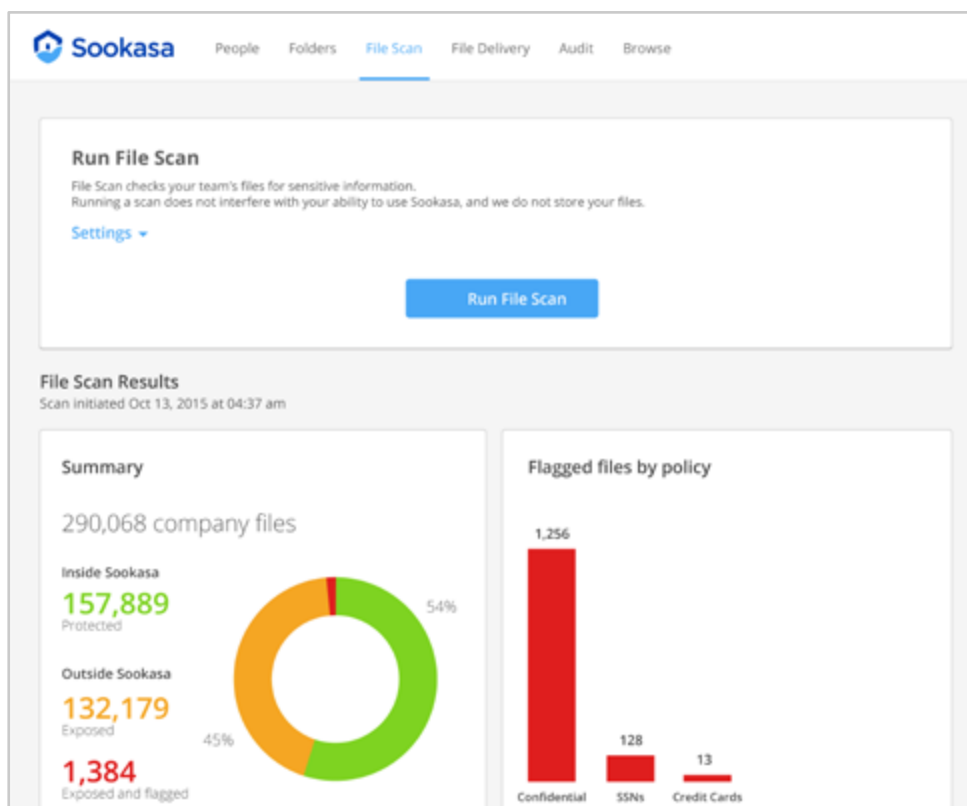 Sookasa
People Folders File Scan File Delivery Audit Browse
Run File Scan
File Scan checks your team's files for sensitive information.
Running a scan does not interfere with your ability to use Sookasa, and we do not store your files.
Settings
Run File Scan
File Scan Results
Scan initiated Oct 13, 2015 at 04:37 am
Summary
290,068 company files
Inside Sookasa
157,889
Protected
Outside Sookasa
132,179
Exposed
1,384
Exposed and flagged
54%
45%
Flagged files by policy
1,256
128
13
Confidential SSNs Credit Cards